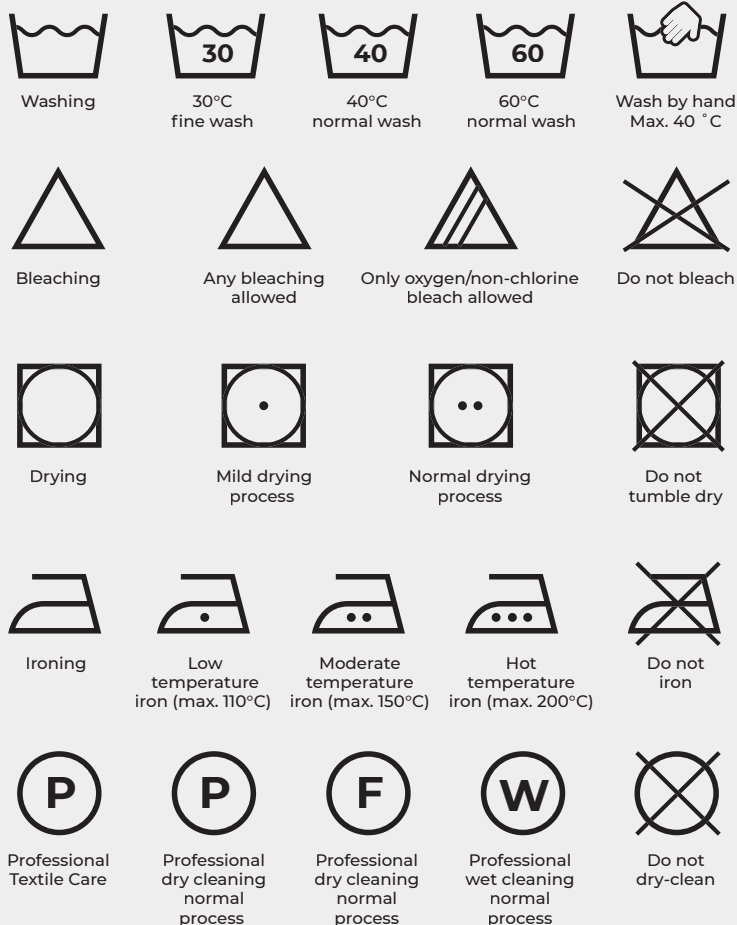 30
40
60
Washing
30°C
fine wash
40°C
normal wash
60°C
normal wash
Wash by hand
Max. 40 ˚C
Bleaching
Any bleaching
allowed
Only oxygen/non-chlorine
bleach allowed
Do not bleach
Drying
Mild drying
process
Normal drying
process
Do not
tumble dry
Ironing
Low
temperature
iron (max. 110°C)
Moderate
temperature
iron (max. 150°C)
Hot
temperature
iron (max. 200°C)
Do not
iron
P
P
F
W
Professional
Textile Care
Professional
dry cleaning
normal
process
Professional
dry cleaning
normal
process
Professional
wet cleaning
normal
process
Do not
dry-clean